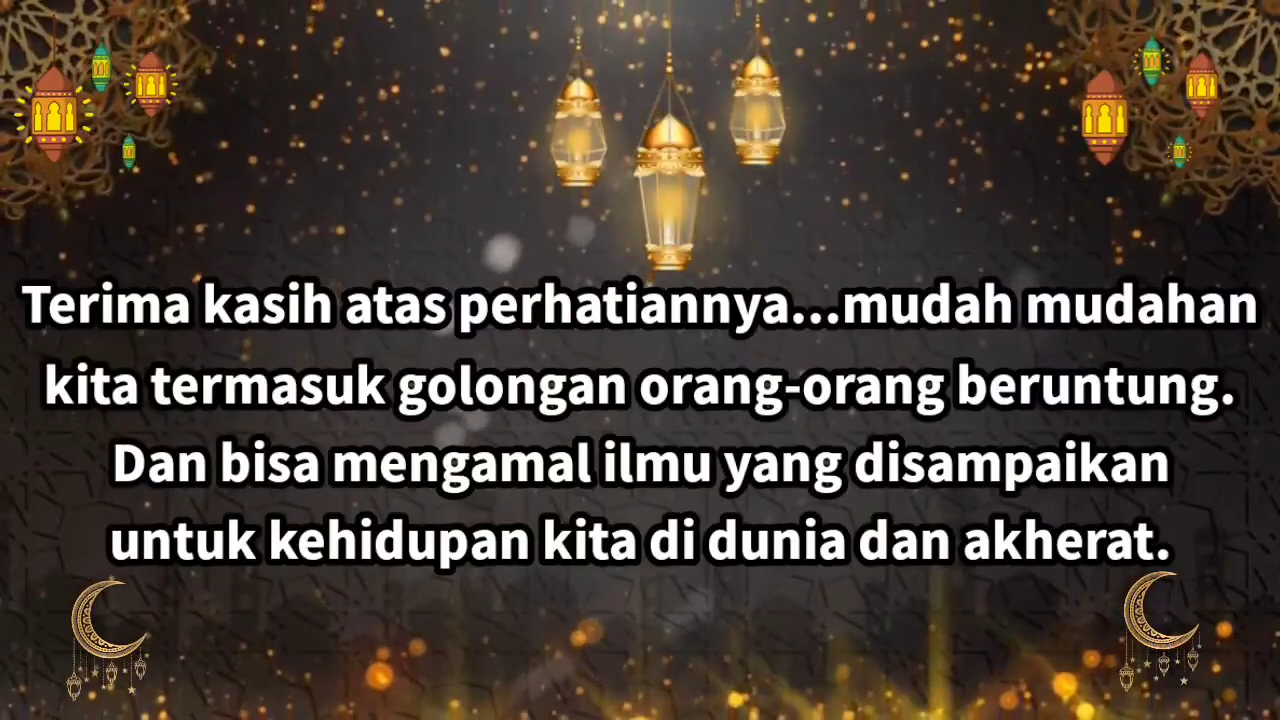 Terima kasih atas perhatiannya...mudah mudahan
kita termasuk golongan orang-orang beruntung.
Dan bisa mengamal ilmu yang disampaikan
untuk kehidupan kita di dunia dan akherat.